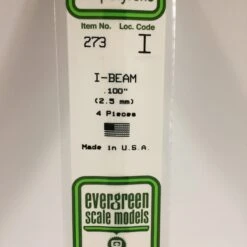 Item No. Loc. Code
273 I
I-BEAM
.100"
(2.5 mm)
4 Pieces
Made in U.S.A.
evergreen
scale models